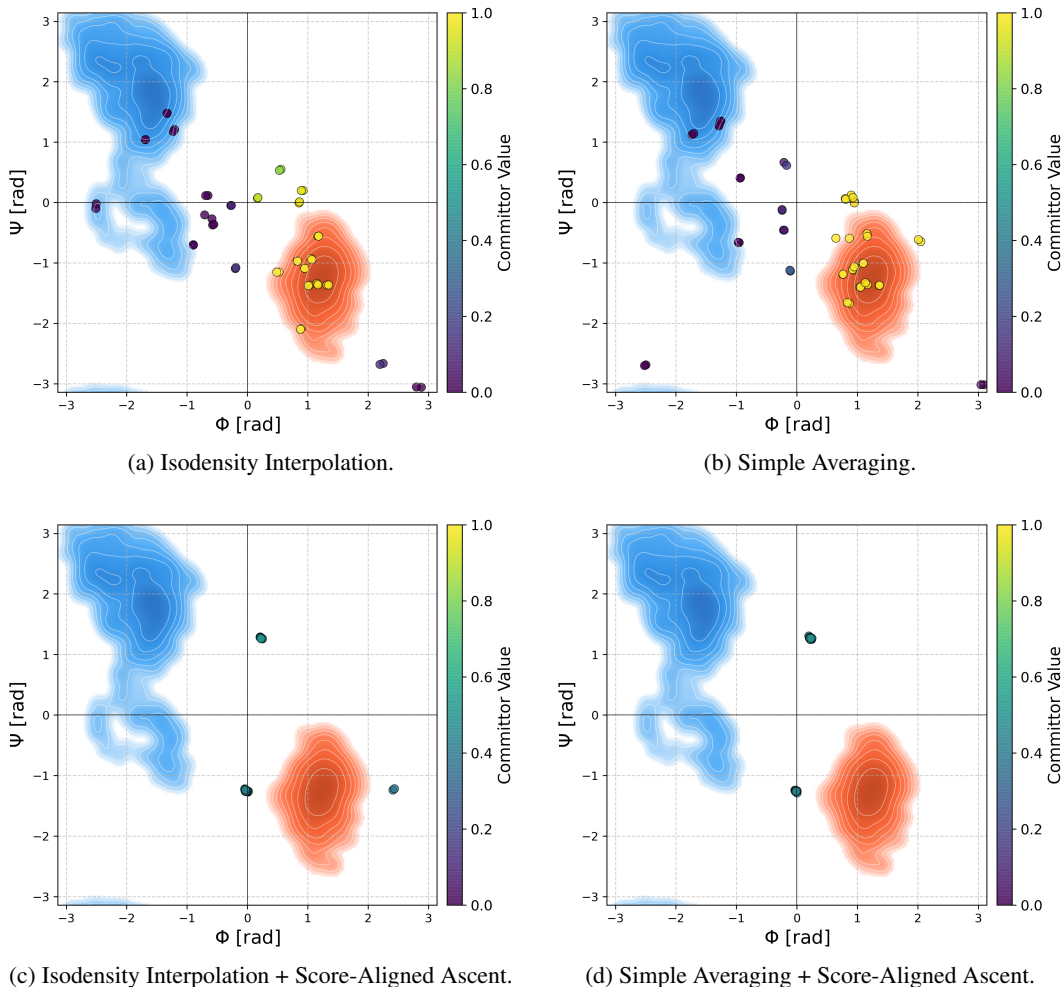 3
2
1
0
−1
−2
−3
Ψ [rad]
−3 −2 −1 0 1 2 3
Φ [rad]
1.0
0.8
0.6
0.4
0.2
0.0
Committor Value
(a) Isodensity Interpolation.
3
2
1
0
−1
−2
−3
Ψ [rad]
−3 −2 −1 0 1 2 3
Φ [rad]
1.0
0.8
0.6
0.4
0.2
0.0
Committor Value
(b) Simple Averaging.
3
2
1
0
−1
−2
−3
Ψ [rad]
−3 −2 −1 0 1 2 3
Φ [rad]
1.0
0.8
0.6
0.4
0.2
0.0
Committor Value
(c) Isodensity Interpolation + Score-Aligned Ascent.
3
2
1
0
−1
−2
−3
Ψ [rad]
−3 −2 −1 0 1 2 3
Φ [rad]
1.0
0.8
0.6
0.4
0.2
0.0
Committor Value
(d) Simple Averaging + Score-Aligned Ascent.